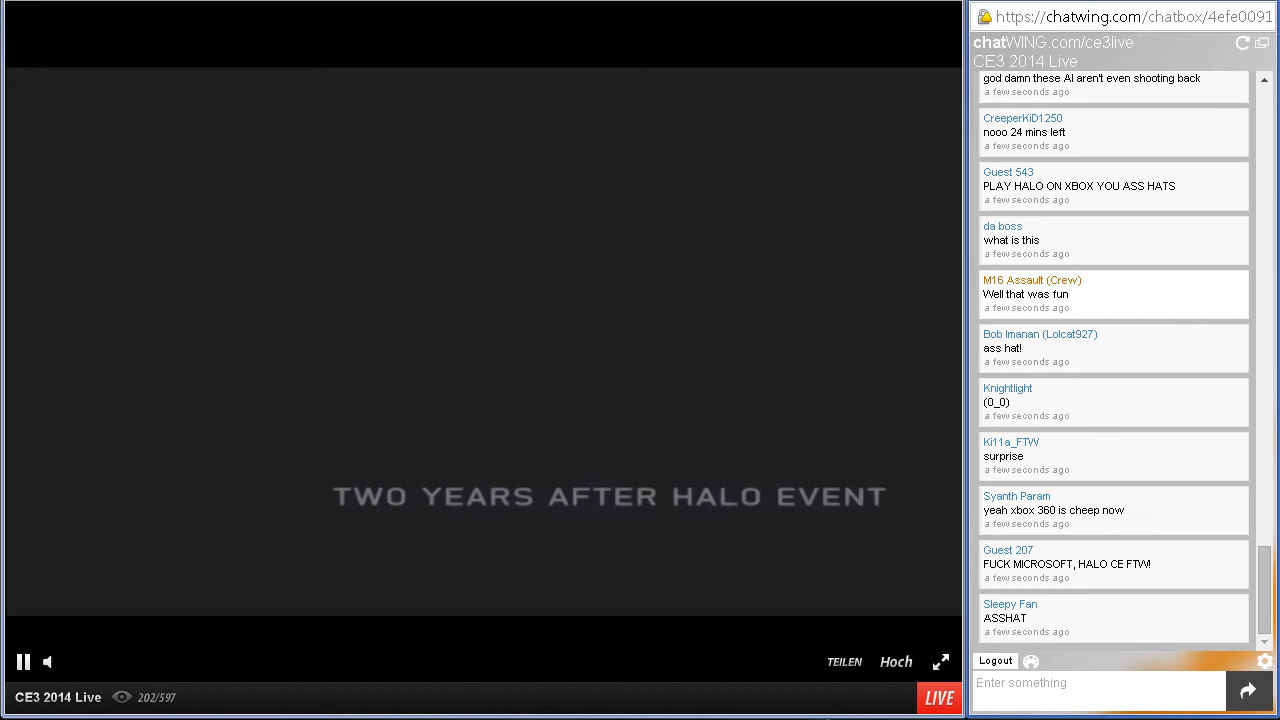 TWO YEARS AFTER HALO EVENT
TEILEN
Hoch
CE3 2014 Live
202/597
LIVE
https://chatwing.com/chatbox/4efe0091
chatWING.com/ce3live
CE3 2014 Live
god damn these AI aren't even shooting back
a few seconds ago
CreeperKiD1250
nooo 24 mins left
a few seconds ago
Guest 543
PLAY HALO ON XBOX YOU ASS HATS
a few seconds ago
da boss
what is this
a few seconds ago
M16 Assault (Crew)
Well that was fun
a few seconds ago
Bob Imanan (Lolcat927)
ass hat!
a few seconds ago
Knightlight
(0_0)
a few seconds ago
Ki11a_FTW
surprise
a few seconds ago
Syanth Param
yeah xbox 360 is cheep now
a few seconds ago
Guest 207
FUCK MICROSOFT, HALO CE FTW!
a few seconds ago
Sleepy Fan
ASSHAT
a few seconds ago
Logout
Enter something